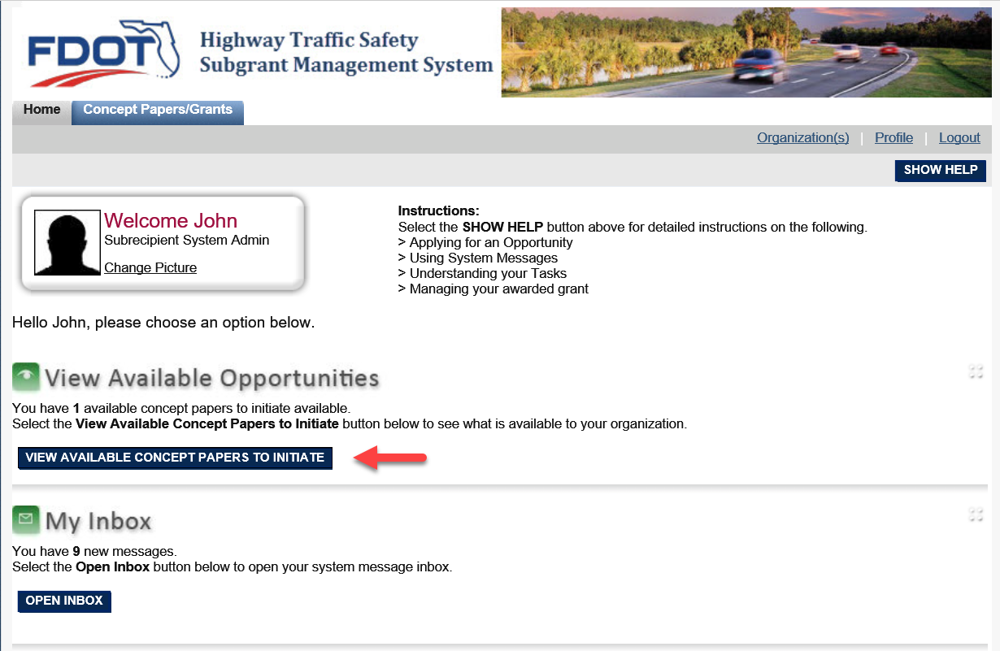 FDOT
Highway Traffic Safety
Subgrant Management System
Home
Concept Papers/Grants
Organization(s) | Profile | Logout
SHOW HELP
Welcome John
Subrecipient System Admin
Change Picture
Instructions:
Select the SHOW HELP button above for detailed instructions on the following.
> Applying for an Opportunity
> Using System Messages
> Understanding your Tasks
> Managing your awarded grant
Hello John, please choose an option below.
View Available Opportunities
You have 1 available concept papers to initiate available.
Select the View Available Concept Papers to Initiate button below to see what is available to your organization.
VIEW AVAILABLE CONCEPT PAPERS TO INITIATE
My Inbox
You have 9 new messages.
Select the Open Inbox button below to open your system message inbox.
OPEN INBOX